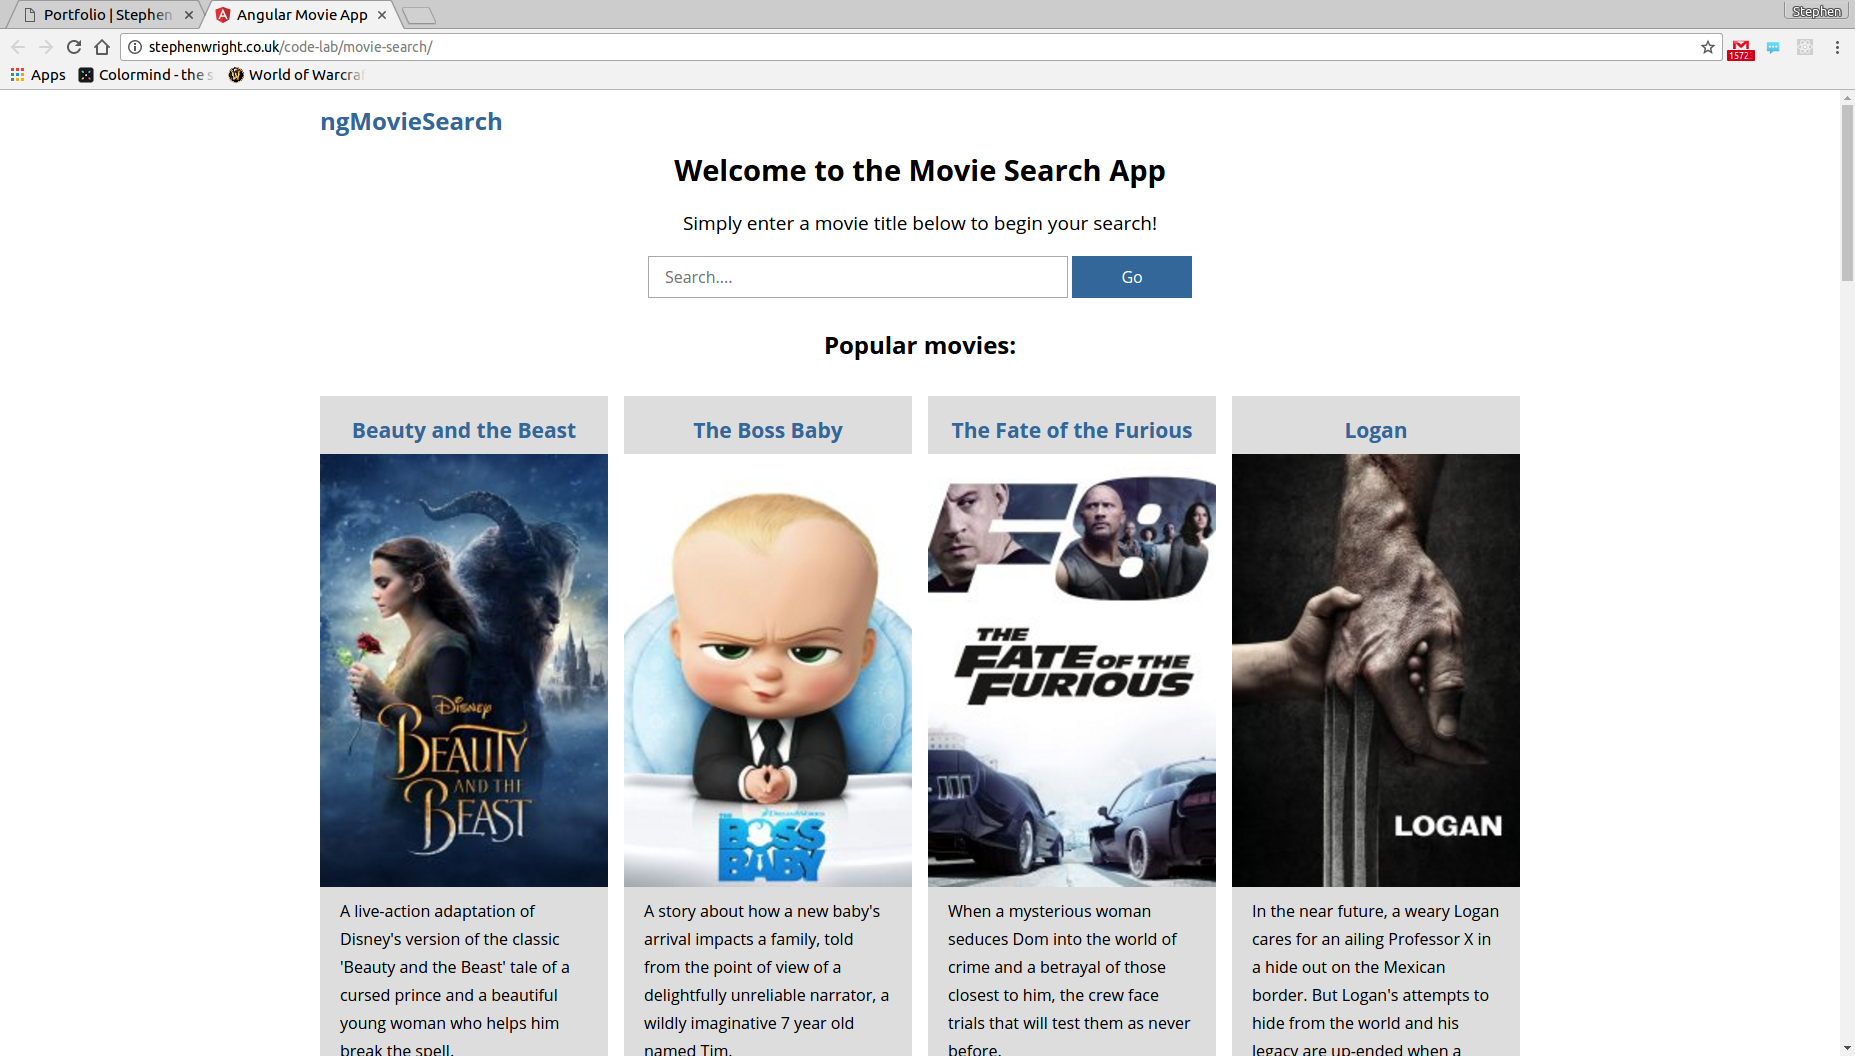 Portfolio | Stephen
Angular Movie App
Stephen
stephenwright.co.uk/code-lab/movie-search/
1572
Apps
Colormind - the s
World of Warcraf
ngMovieSearch
Welcome to the Movie Search App
Simply enter a movie title below to begin your search!
Search....
Go
Popular movies:
Beauty and the Beast
DISNEY
BEAUTY
AND THE
BEAST
A live-action adaptation of
Disney's version of the classic
'Beauty and the Beast' tale of a
cursed prince and a beautiful
young woman who helps him
break the spell.
The Boss Baby
DREAMWORKS
THE
BOSS
BABY
A story about how a new baby's
arrival impacts a family, told
from the point of view of a
delightfully unreliable narrator, a
wildly imaginative 7 year old
named Tim.
The Fate of the Furious
F8
THE
FATE OF THE
FURIOUS
When a mysterious woman
seduces Dom into the world of
crime and a betrayal of those
closest to him, the crew face
trials that will test them as never
before.
Logan
LOGAN
In the near future, a weary Logan
cares for an ailing Professor X in
a hide out on the Mexican
border. But Logan's attempts to
hide from the world and his
legacy are up-ended when a